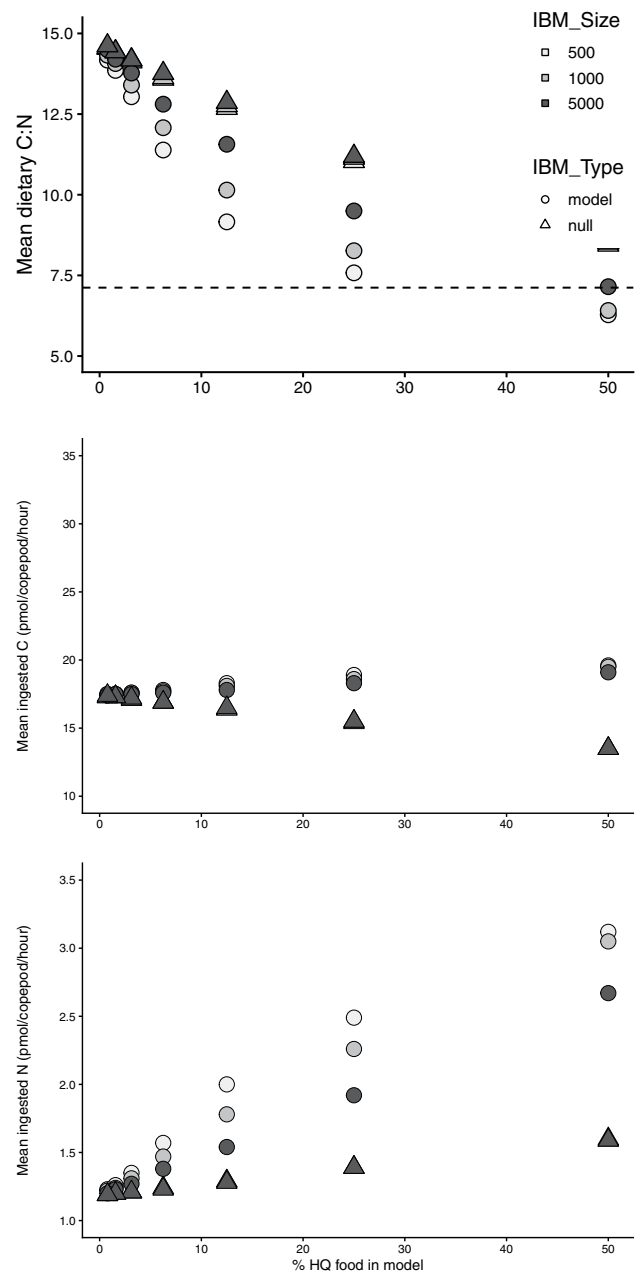 IBM_Size
500
1000
5000
IBM_Type
model
null
Mean dietary C:N
15.0
12.5
10.0
7.5
5.0
0 10 20 30 40 50
Mean ingested C (pmol/copepod/hour)
35
30
25
20
15
10
0 10 20 30 40 50
Mean ingested N (pmol/copepod/hour)
3.5
3.0
2.5
2.0
1.5
1.0
0 10 20 30 40 50
% HQ food in model